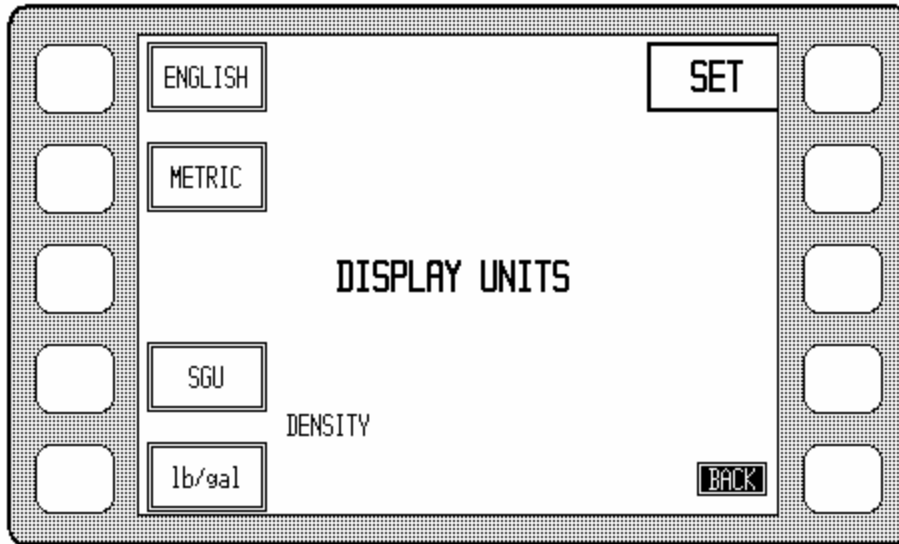 ENGLISH
SET
METRIC
DISPLAY UNITS
SGU
DENSITY
lb/gal
BACK